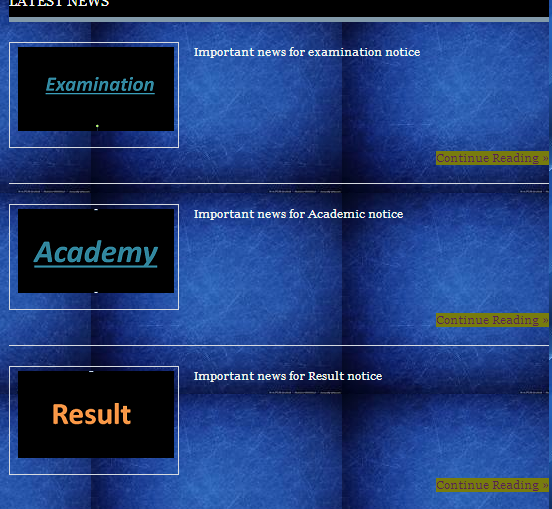 LATEST NEWS
Examination
Important news for examination notice
Continue Reading »
Academy
Important news for Academic notice
Continue Reading »
Result
Important news for Result notice
Continue Reading »